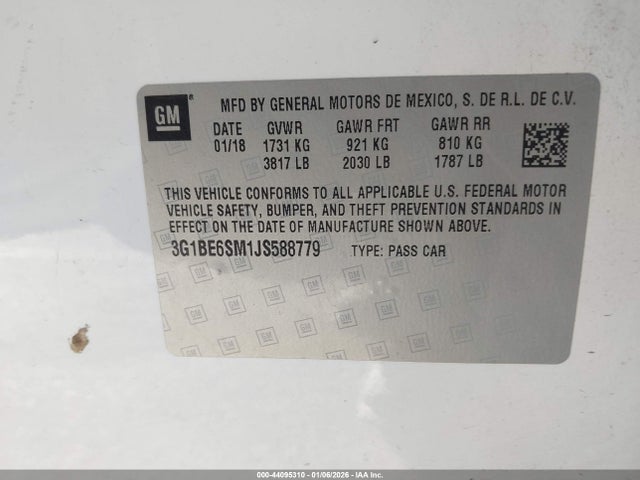 GM ® MFD BY GENERAL MOTORS DE MEXICO, S. DE R.L. DE C.V.
DATE GVWR GAWR FRT GAWR RR
01/18 1731 KG 921 KG 810 KG
3817 LB 2030 LB 1787 LB
THIS VEHICLE CONFORMS TO ALL APPLICABLE U.S. FEDERAL MOTOR
VEHICLE SAFETY, BUMPER, AND THEFT PREVENTION STANDARDS IN
EFFECT ON THE DATE OF MANUFACTURE SHOWN ABOVE.
3G1BE6SM1JS588779 TYPE: PASS CAR
000-44095310 | 01/06/2026 - IAAI.COM